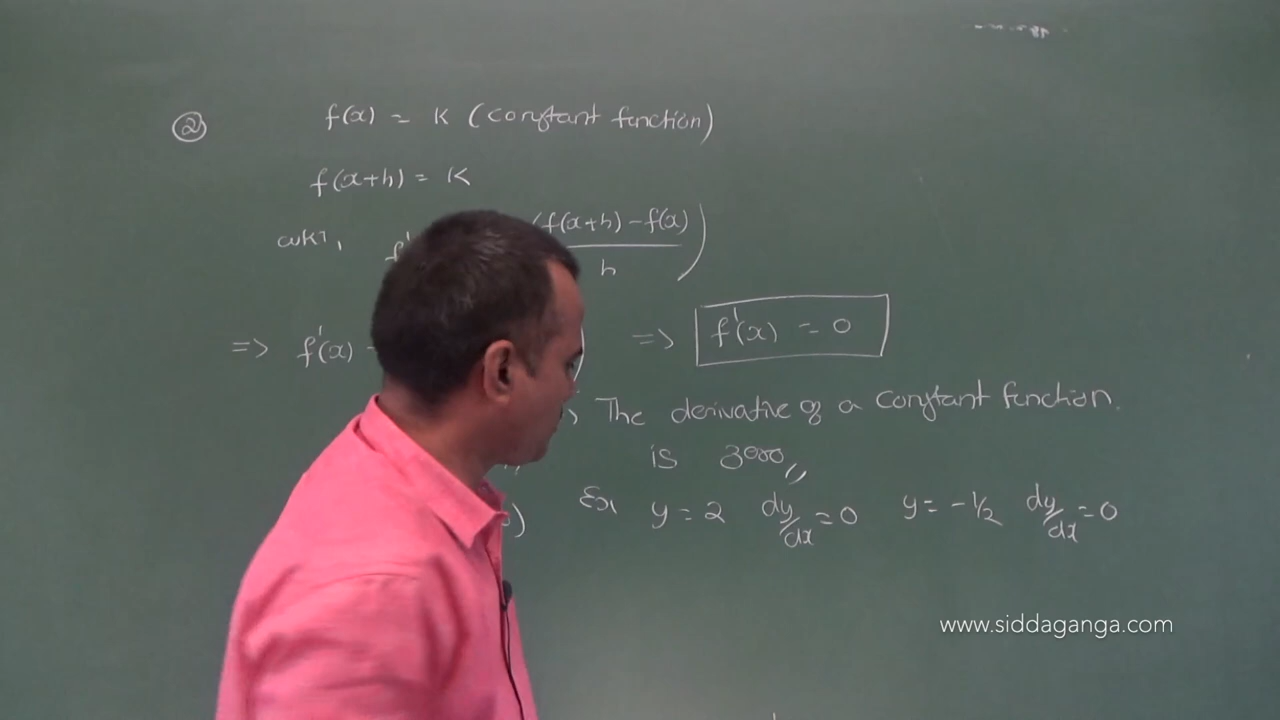 ② f(x) = K (constant function)
f(x+h) = K
WKT, f' (f(x+h) - f(x))
h
=> f'(x) ) => f'(x) = 0
The derivative of a constant function.
is zero
Ex y = 2 dy/dx = 0 y = -1/2 dy/dx = 0
www.siddaganga.com